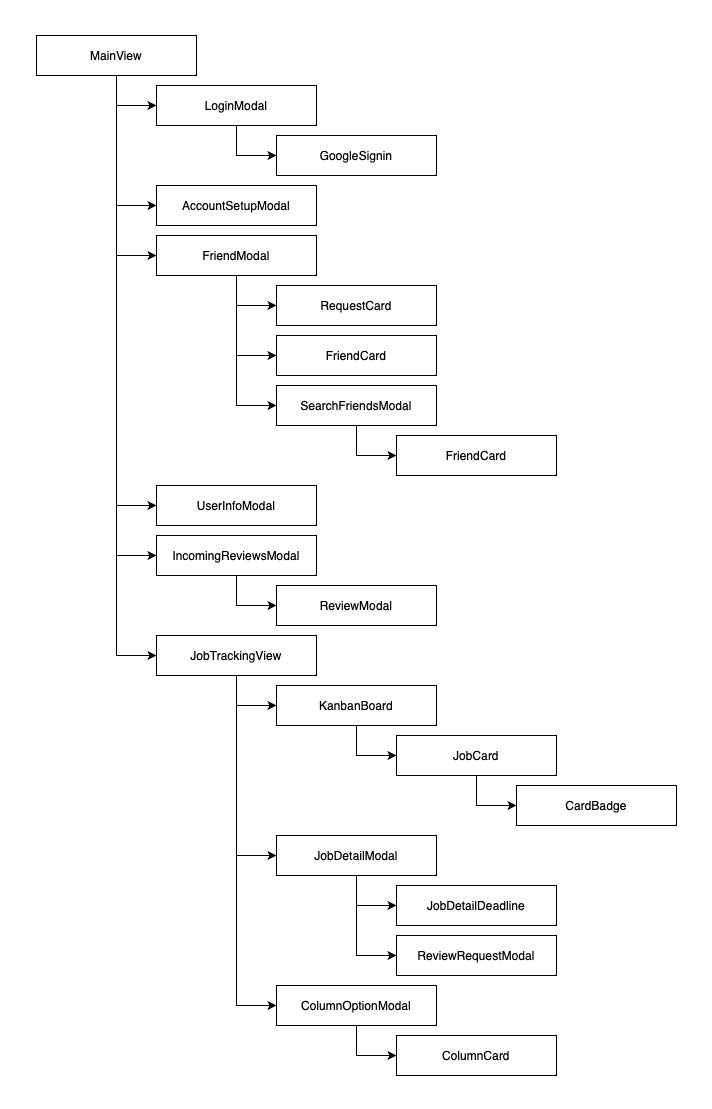 MainView
LoginModal
GoogleSignin
AccountSetupModal
FriendModal
RequestCard
FriendCard
SearchFriendsModal
FriendCard
UserInfoModal
IncomingReviewsModal
ReviewModal
JobTrackingView
KanbanBoard
JobCard
CardBadge
JobDetailModal
JobDetailDeadline
ReviewRequestModal
ColumnOptionModal
ColumnCard